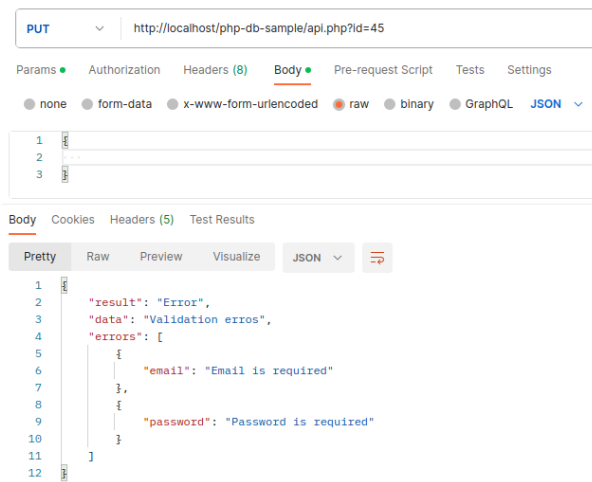 PUT http://localhost/php-db-sample/api.php?id=45
Params Authorization Headers (8) Body Pre-request Script Tests Settings
none form-data x-www-form-urlencoded raw binary GraphQL JSON
1 {
2
3 }
Body Cookies Headers (5) Test Results
Pretty Raw Preview Visualize JSON
1 {
2 "result": "Error",
3 "data": "Validation erros",
4 "errors": [
5 {
6 "email": "Email is required"
7 },
8 {
9 "password": "Password is required"
10 }
11 ]
12 }